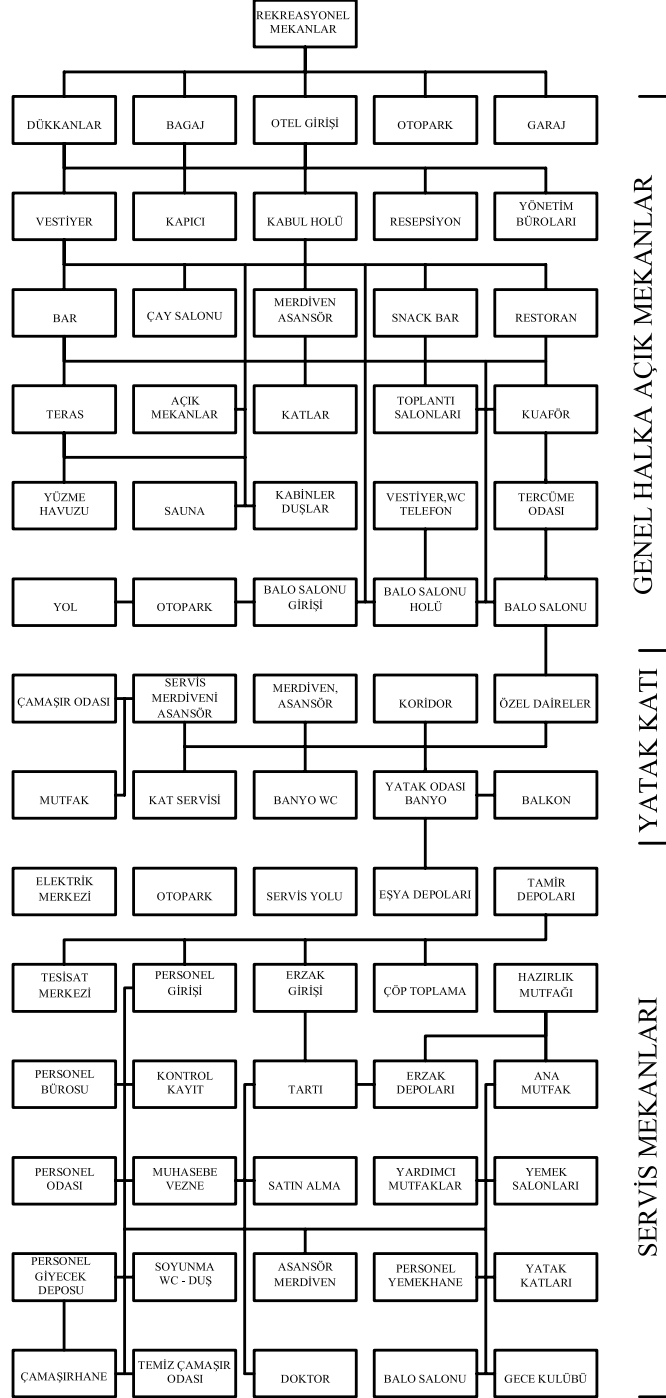 REKREASYONEL
MEKANLAR
DÜKKANLAR
BAGAJ
OTEL GİRİŞİ
OTOPARK
GARAJ
VESTİYER
KAPICI
KABUL HOLÜ
RESEPSİYON
YÖNETİM
BÜROLARI
BAR
ÇAY SALONU
MERDİVEN
ASANSÖR
SNACK BAR
RESTORAN
TERAS
AÇIK
MEKANLAR
KATLAR
TOPLANTI
SALONLARI
KUAFÖR
YÜZME
HAVUZU
SAUNA
KABİNLER
DUŞLAR
VESTİYER,WC
TELEFON
TERCÜME
ODASI
YOL
OTOPARK
BALO SALONU
GİRİŞİ
BALO SALONU
HOLÜ
BALO SALONU
GENEL HALKA AÇIK MEKANLAR
ÇAMAŞIR ODASI
SERVİS
MERDİVENİ
ASANSÖR
MERDİVEN,
ASANSÖR
KORİDOR
ÖZEL DAİRELER
MUTFAK
KAT SERVİSİ
BANYO WC
YATAK ODASI
BANYO
BALKON
YATAK KATI
ELEKTRİK
MERKEZİ
OTOPARK
SERVİS YOLU
EŞYA DEPOLARI
TAMİR
DEPOLARI
TESİSAT
MERKEZİ
PERSONEL
GİRİŞİ
ERZAK
GİRİŞİ
ÇÖP TOPLAMA
HAZIRLIK
MUTFAĞI
PERSONEL
BÜROSU
KONTROL
KAYIT
TARTI
ERZAK
DEPOLARI
ANA
MUTFAK
PERSONEL
ODASI
MUHASEBE
VEZNE
SATIN ALMA
YARDIMCI
MUTFAKLAR
YEMEK
SALONLARI
PERSONEL
GİYECEK
DEPOSU
SOYUNMA
WC - DUŞ
ASANSÖR
MERDİVEN
PERSONEL
YEMEKHANE
YATAK
KATLARI
ÇAMAŞIRHANE
TEMİZ ÇAMAŞIR
ODASI
DOKTOR
BALO SALONU
GECE KULÜBÜ
SERVİS MEKANLARI